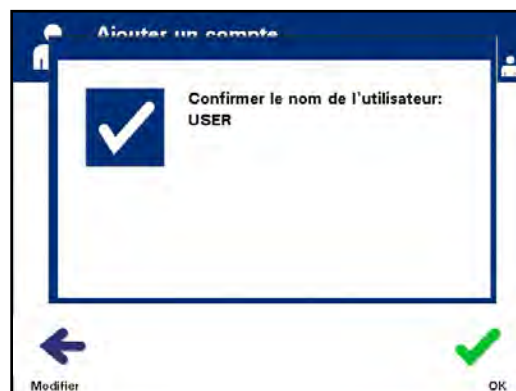 Ajouter un compte
Confirmer le nom de l'utilisateur:
USER
Modifier
OK